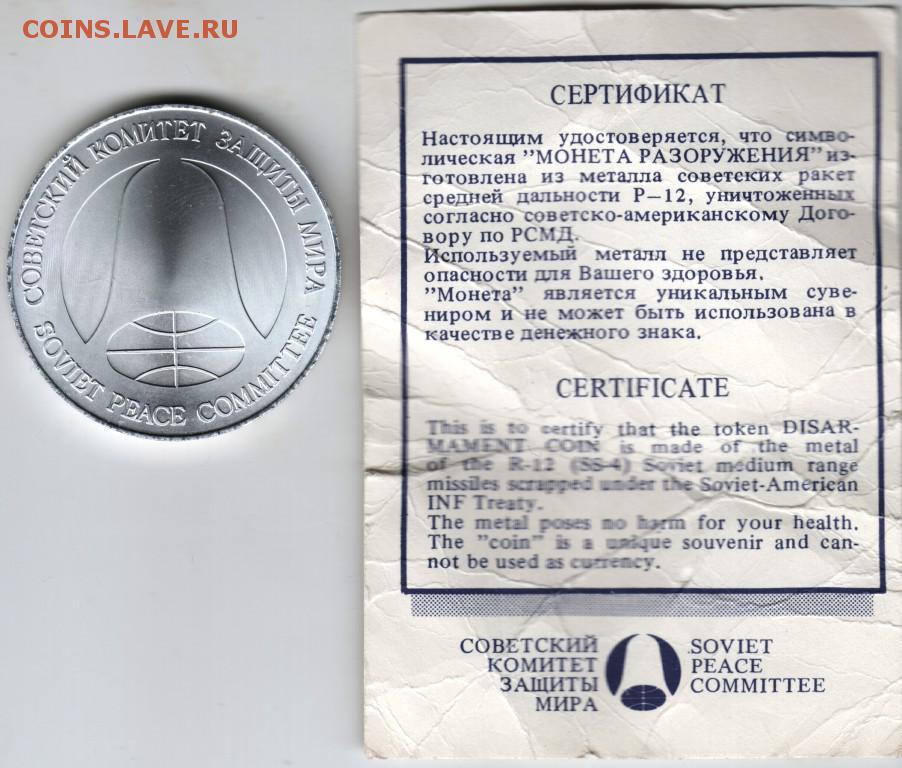 COINS.LAVE.RU
СОВЕТСКИЙ КОМИТЕТ ЗАЩИТЫ МИРА
SOVIET PEACE COMMITTEE
СЕРТИФИКАТ
Настоящим удостоверяется, что симво-
лическая "МОНЕТА РАЗОРУЖЕНИЯ" из-
готовлена из металла советских ракет
средней дальности Р—12, уничтоженных
согласно советско-американскому Дого-
вору по РСМД.
Используемый металл не представляет
опасности для Вашего здоровья.
"Монета" является уникальным суве-
ниром и не может быть использована в
качестве денежного знака.
CERTIFICATE
This is to certify that the token DISAR-
MAMENT COIN is made of the metal
of the R-12 (SS-4) Soviet medium range
missiles scrapped under the Soviet-American
INF Treaty.
The metal poses no harm for your health.
The "coin" is a unique souvenir and can-
not be used as currency.
СОВЕТСКИЙ
КОМИТЕТ
ЗАЩИТЫ
МИРА
SOVIET
PEACE
COMMITTEE